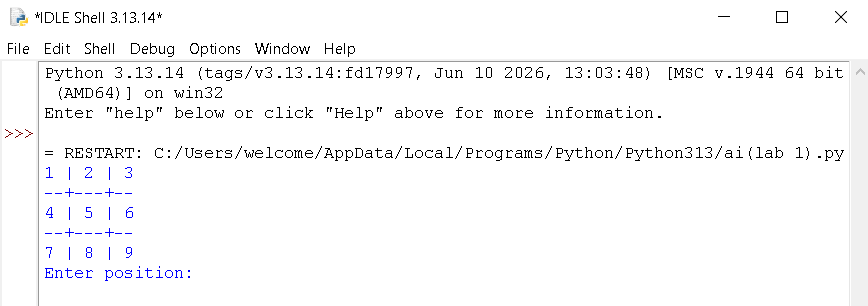 *IDLE Shell 3.13.14*
File Edit Shell Debug Options Window Help
Python 3.13.14 (tags/v3.13.14:fd17997, Jun 10 2026, 13:03:48) [MSC v.1944 64 bit
(AMD64)] on win32
Enter "help" below or click "Help" above for more information.
>>>
= RESTART: C:/Users/welcome/AppData/Local/Programs/Python/Python313/ai(lab 1).py
1 | 2 | 3
--+---+--
4 | 5 | 6
--+---+--
7 | 8 | 9
Enter position: